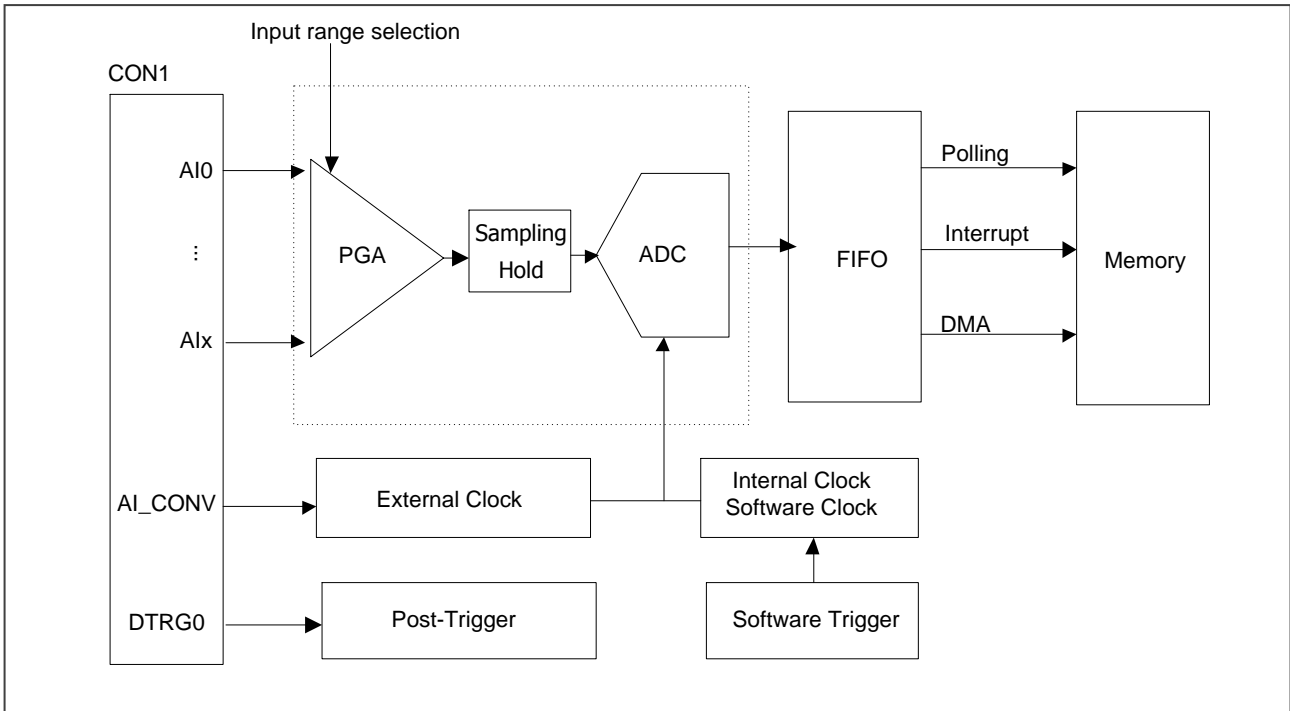 Input range selection
CON1
AI0
...
AIx
AI_CONV
DTRG0
PGA
Sampling
Hold
ADC
FIFO
Polling
Interrupt
DMA
Memory
External Clock
Internal Clock
Software Clock
Post-Trigger
Software Trigger